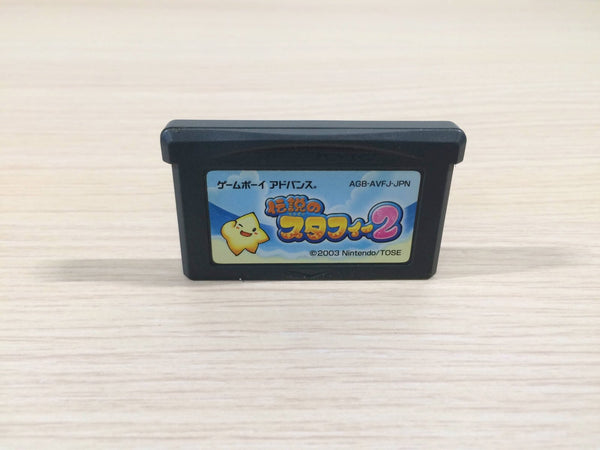 ゲームボーイ アドバンス®
AGB-AVFJ-JPN
伝説の
スタフィー2
©2003 Nintendo/TOSE